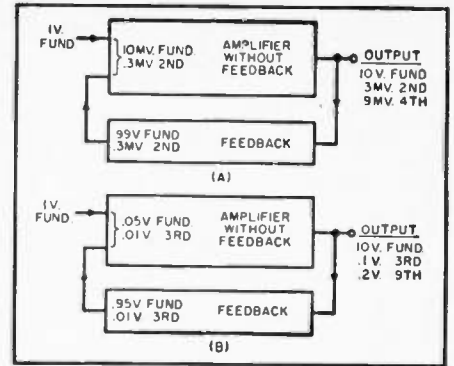 1V.
FUND
10MV. FUND
.3MV 2ND
AMPLIFIER
WITHOUT
FEEDBACK
OUTPUT
10V. FUND
3MV. 2ND
9MV. 4TH
.99V FUND
.3MV 2ND
FEEDBACK
(A)
1V.
FUND.
.05V FUND
.01V 3RD
AMPLIFIER
WITHOUT
FEEDBACK
OUTPUT
10V. FUND.
.1V. 3RD
.2V. 9TH
.95V FUND
.01V 3RD
FEEDBACK
(B)